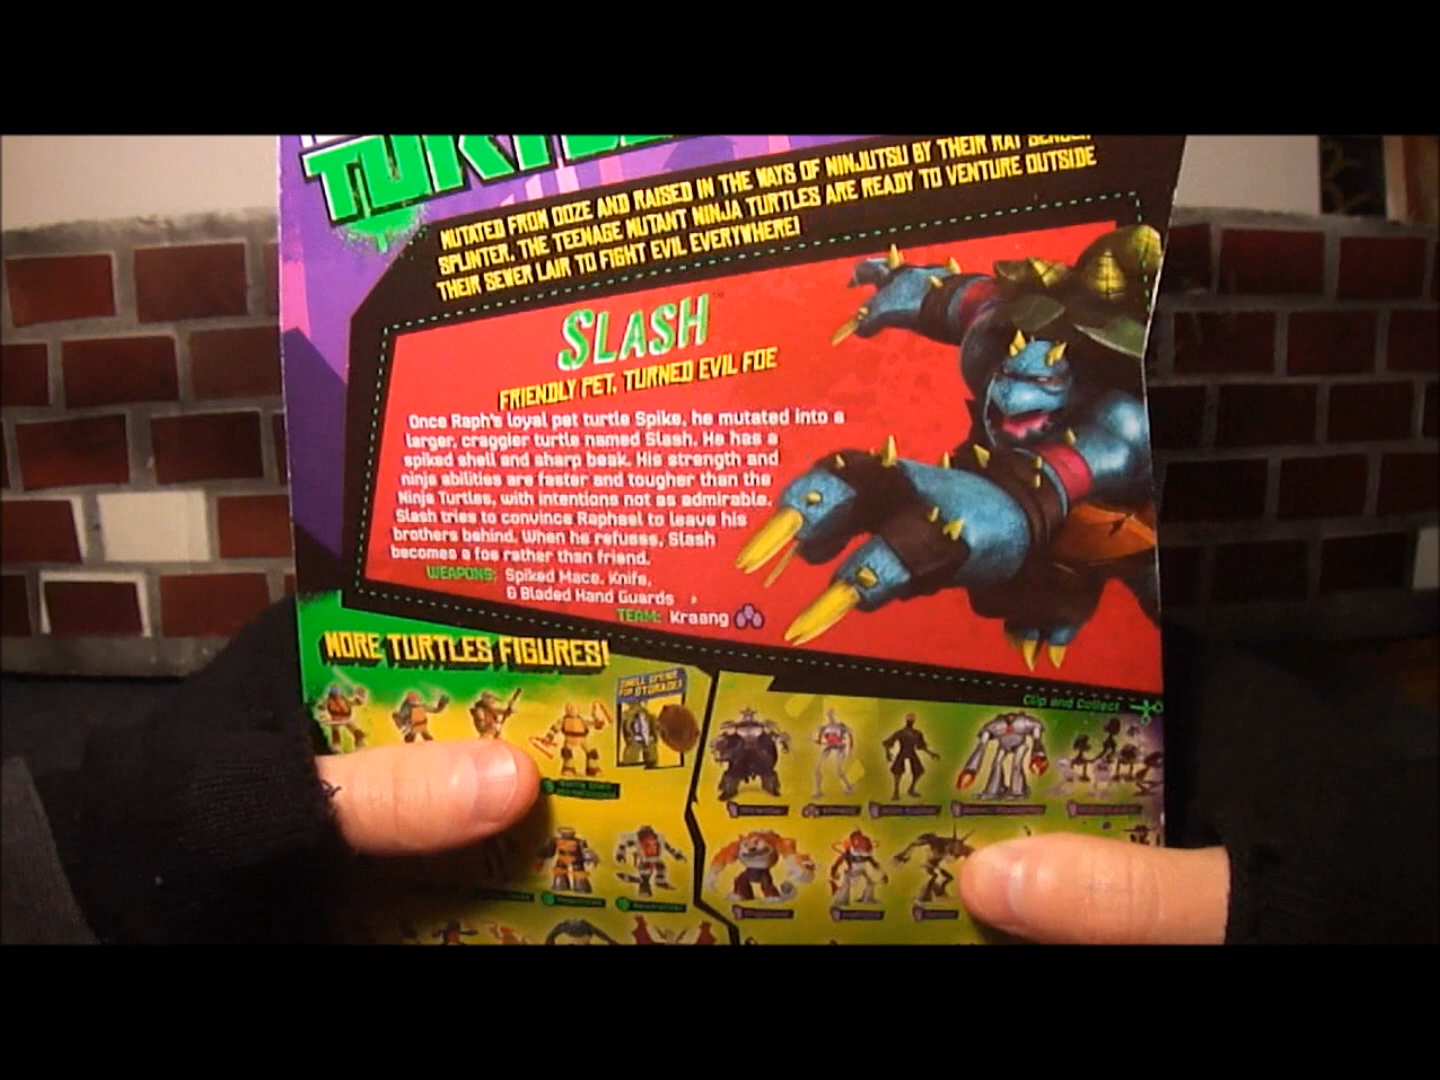 TURTLES
MUTATED FROM OOZE AND RAISED IN THE WAYS OF NINJUTSU BY THEIR RAT SENSEI
SPLINTER, THE TEENAGE MUTANT NINJA TURTLES ARE READY TO VENTURE OUTSIDE
THEIR SEWER LAIR TO FIGHT EVIL EVERYWHERE!
SLASH
FRIENDLY PET, TURNED EVIL FOE
Once Raph's loyal pet turtle Spike, he mutated into a
larger, craggier turtle named Slash. He has a
spiked shell and sharp beak. His strength and
ninja abilities are faster and tougher than the
Ninja Turtles, with intentions not as admirable.
Slash tries to convince Raphael to leave his
brothers behind. When he refuses, Slash
becomes a foe rather than friend.
WEAPONS: Spiked Mace, Knife,
& Bladed Hand Guards
TEAM: Kraang
MORE TURTLES FIGURES!
SHELL OPENS
FOR STORAGE!
Clip and Collect